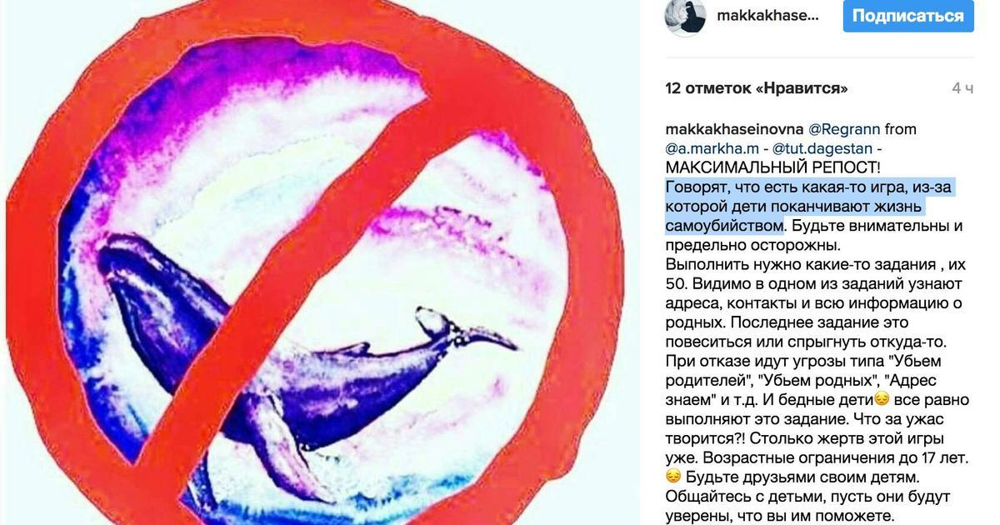 makkakhase...
Подписаться
12 отметок «Нравится»
4 ч
makkakhaseinovna @Regrann from
@a.markha.m - @tut.dagestan -
МАКСИМАЛЬНЫЙ РЕПОСТ!
Говорят, что есть какая-то игра, из-за
которой дети поканчивают жизнь
самоубийством. Будьте внимательны и
предельно осторожны.
Выполнить нужно какие-то задания , их
50. Видимо в одном из заданий узнают
адреса, контакты и всю информацию о
родных. Последнее задание это
повеситься или спрыгнуть откуда-то.
При отказе идут угрозы типа "Убьем
родителей", "Убьем родных", "Адрес
знаем" и т.д. И бедные дети😔 все равно
выполняют это задание. Что за ужас
творится?! Столько жертв этой игры
уже. Возрастные ограничения до 17 лет.
😔 Будьте друзьями своим детям.
Общайтесь с детьми, пусть они будут
уверены, что вы им поможете.